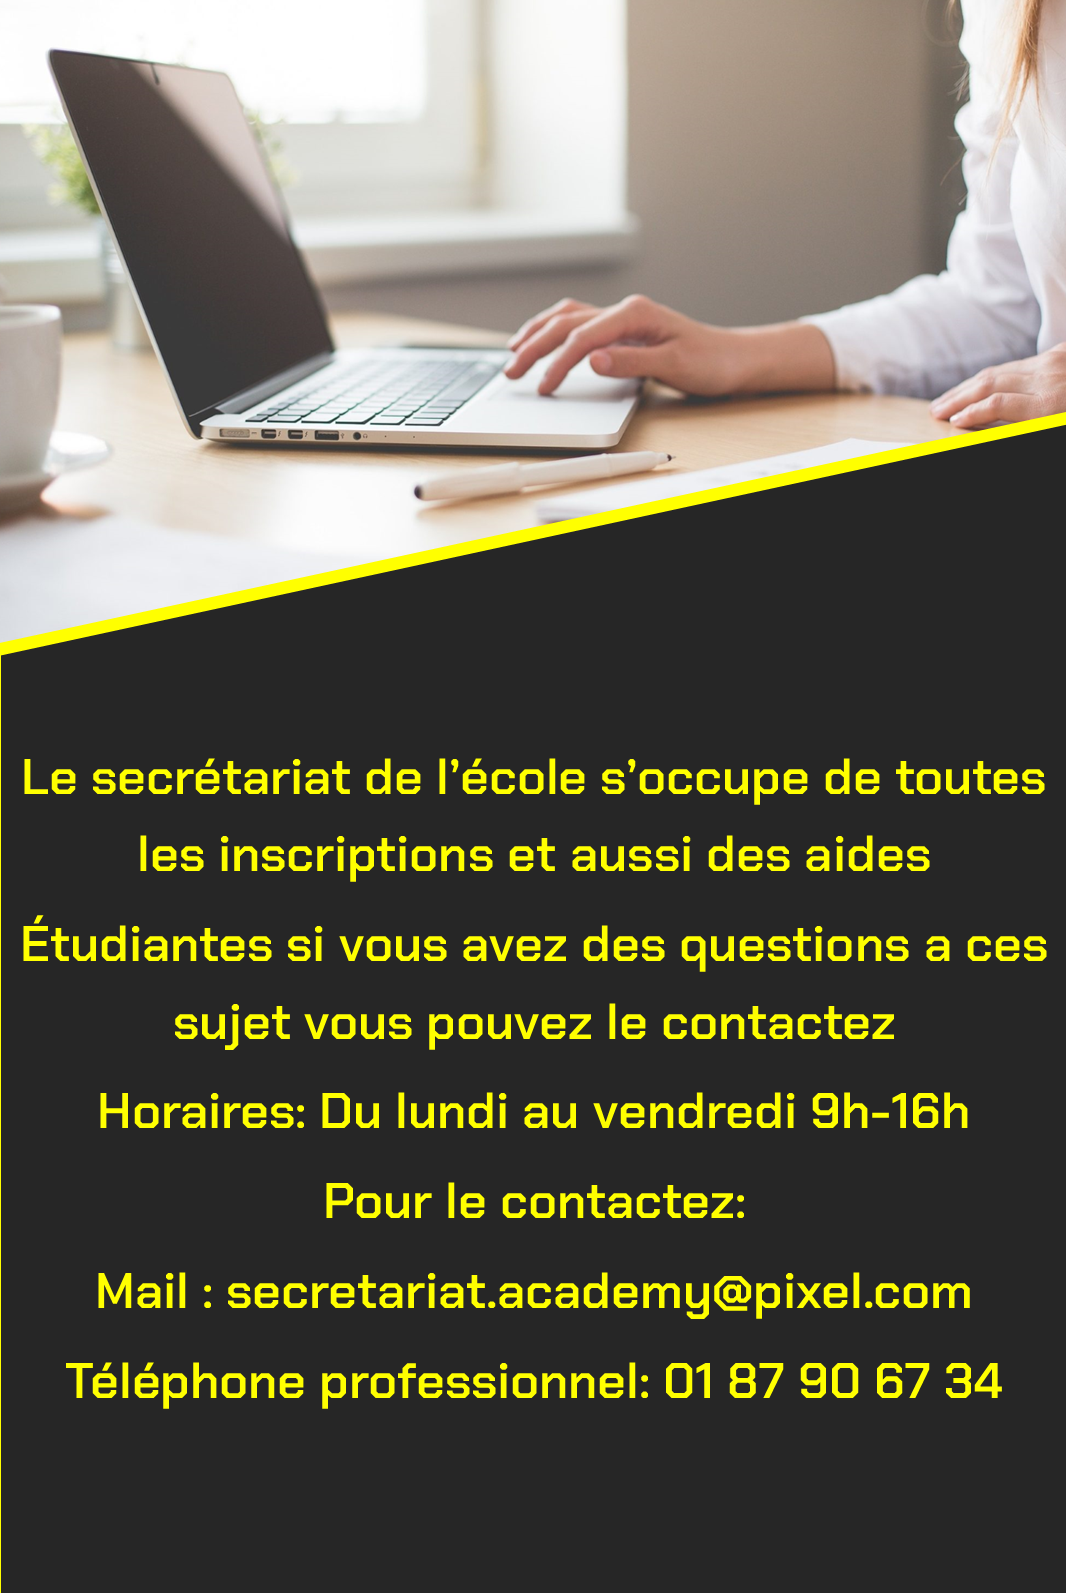 Le secrétariat de l’école s’occupe de toutes
les inscriptions et aussi des aides
Étudiantes si vous avez des questions a ces
sujet vous pouvez le contactez
Horaires: Du lundi au vendredi 9h-16h
Pour le contactez:
Mail : secretariat.academy@pixel.com
Téléphone professionnel: 01 87 90 67 34